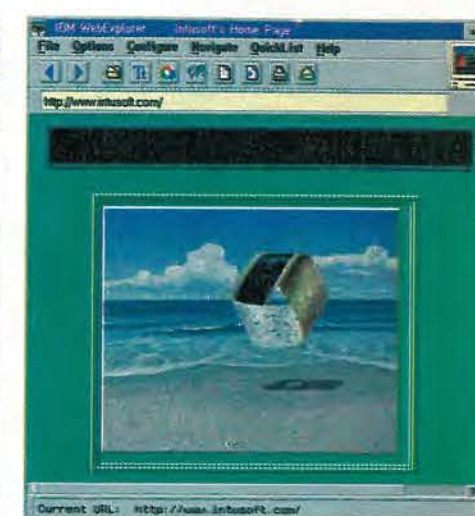 IBM WebExplorer Intusoft's Home Page
File Options Configure Navigate QuickList Help
http://www.intusoft.com/
Current URL: http://www.intusoft.com/